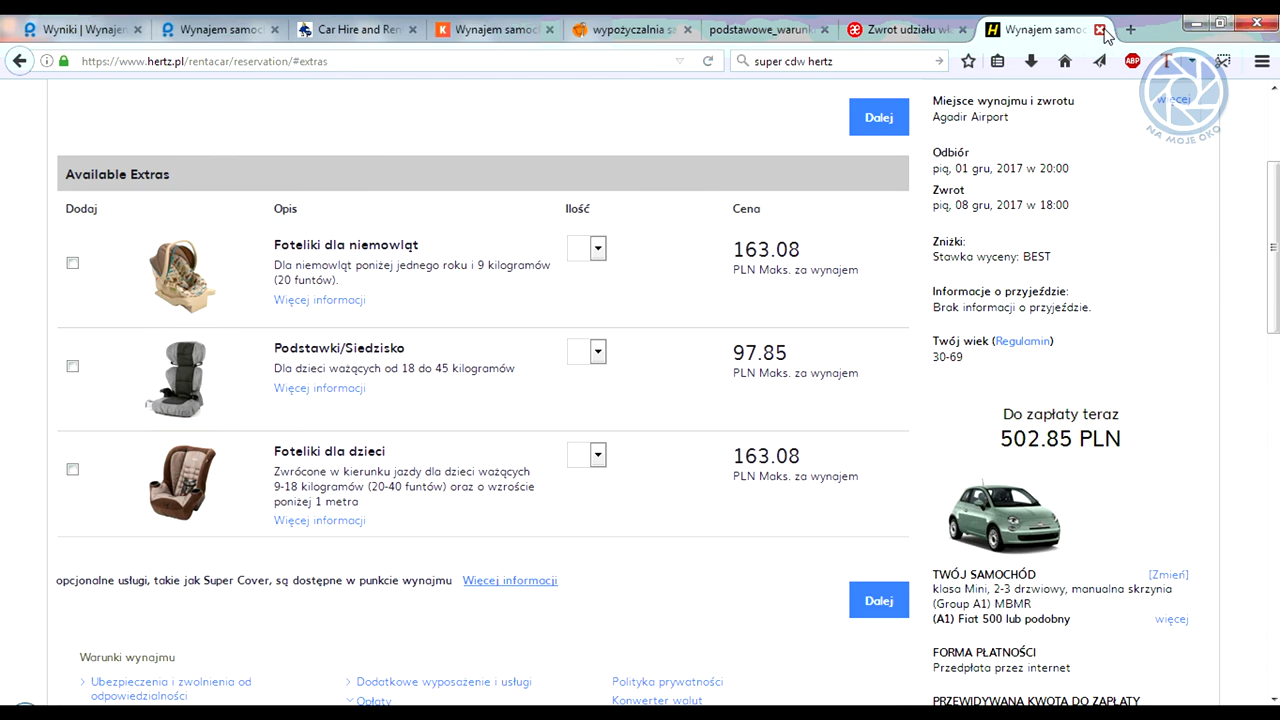 Wyniki | Wynajem
Wynajem samoc
Car Hire and Re
Wynajem samoc
wypożyczalnia sa
podstawowe_warunk
Zwrot udziału wł
Wynajem samoc
https://www.hertz.pl/rentacar/reservation/#extras
super cdw hertz
ABP
więcej
NA MOJE OKO
Dalej
Available Extras
Dodaj Opis Ilość Cena
Foteliki dla niemowląt
Dla niemowląt poniżej jednego roku i 9 kilogramów
(20 funtów).
Więcej informacji
163.08
PLN Maks. za wynajem
Podstawki/Siedzisko
Dla dzieci ważących od 18 do 45 kilogramów
Więcej informacji
97.85
PLN Maks. za wynajem
Foteliki dla dzieci
Zwrócone w kierunku jazdy dla dzieci ważących
9-18 kilogramów (20-40 funtów) oraz o wzroście
poniżej 1 metra
Więcej informacji
163.08
PLN Maks. za wynajem
opcjonalne usługi, takie jak Super Cover, są dostępne w punkcie wynajmu Więcej informacji
Dalej
Warunki wynajmu
Ubezpieczenia i zwolnienia od
odpowiedzialności
Dodatkowe wyposażenie i usługi
Opłaty
Polityka prywatności
Konwerter walut
Miejsce wynajmu i zwrotu
Agadir Airport
Odbiór
pią, 01 gru, 2017 w 20:00
Zwrot
pią, 08 gru, 2017 w 18:00
Zniżki:
Stawka wyceny: BEST
Informacje o przyjeździe:
Brak informacji o przyjeździe.
Twój wiek (Regulamin)
30-69
Do zapłaty teraz
502.85 PLN
TWÓJ SAMOCHÓD [Zmień]
klasa Mini, 2-3 drzwiowy, manualna skrzynia
(Group A1) MBMR
(A1) Fiat 500 lub podobny więcej
FORMA PŁATNOŚCI
Przedpłata przez internet
PRZEWIDYWANA KWOTA DO ZAPŁATY